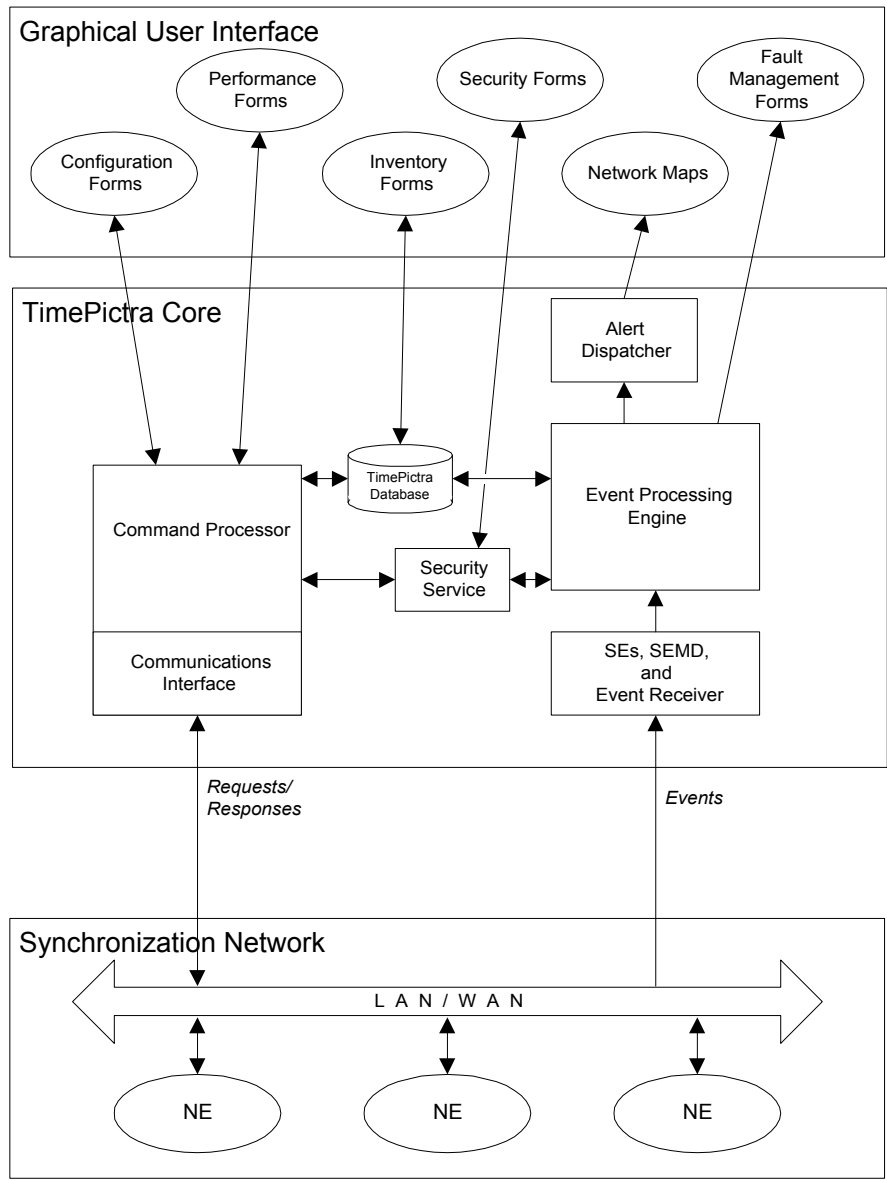 Graphical User Interface
Performance
Forms
Security Forms
Fault
Management
Forms
Configuration
Forms
Inventory
Forms
Network Maps
TimePictra Core
Alert
Dispatcher
TimePictra
Database
Event Processing
Engine
Command Processor
Security
Service
Communications
Interface
SEs, SEMD,
and
Event Receiver
Requests/
Responses
Events
Synchronization Network
L A N / W A N
NE
NE
NE